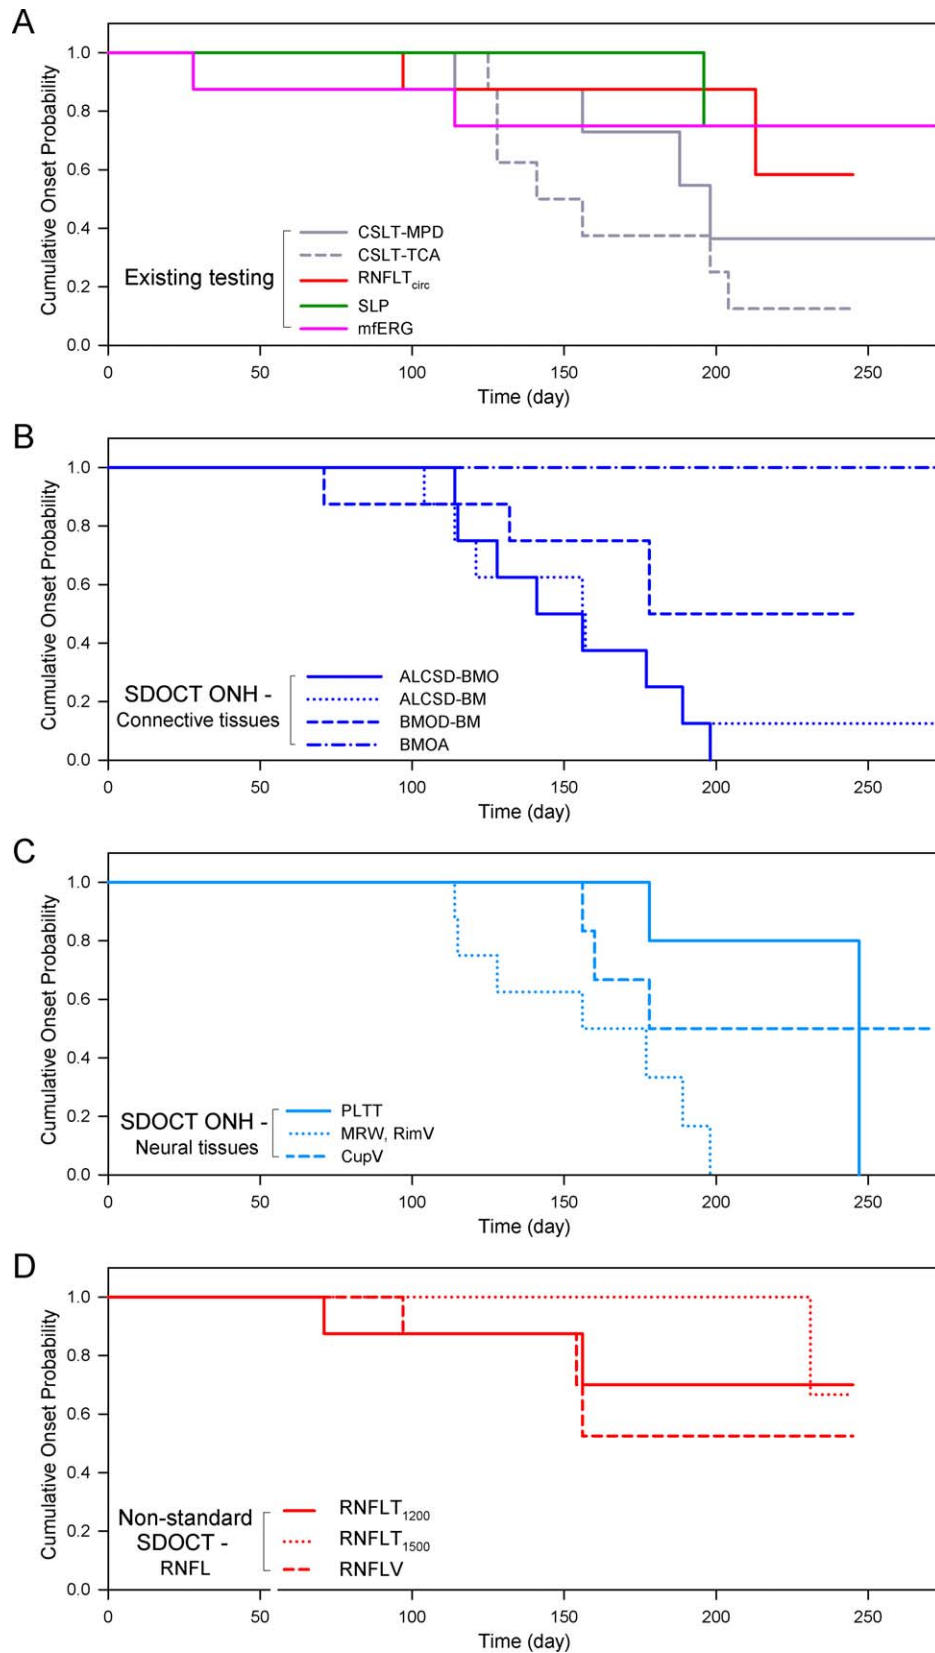 A
Cumulative Onset Probability
1.0
0.8
0.6
0.4
0.2
0.0
Existing testing
CSLT-MPD
CSLT-TCA
RNFLTcirc
SLP
mfERG
0 50 100 150 200 250
Time (day)
B
Cumulative Onset Probability
1.0
0.8
0.6
0.4
0.2
0.0
SDOCT ONH -
Connective tissues
ALCSD-BMO
ALCSD-BM
BMOD-BM
BMOA
0 50 100 150 200 250
Time (day)
C
Cumulative Onset Probability
1.0
0.8
0.6
0.4
0.2
0.0
SDOCT ONH -
Neural tissues
PLTT
MRW, RimV
CupV
0 50 100 150 200 250
Time (day)
D
Cumulative Onset Probability
1.0
0.8
0.6
0.4
0.2
0.0
Non-standard
SDOCT -
RNFL
RNFLT1200
RNFLT1500
RNFLV
0 50 100 150 200 250
Time (day)